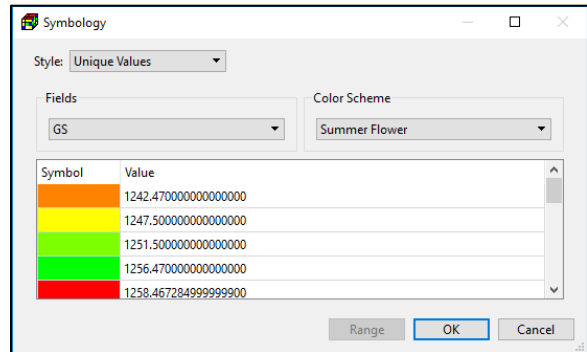 Symbology
Style: Unique Values
Fields
GS
Color Scheme
Summer Flower
Symbol Value
1242.470000000000000
1247.500000000000000
1251.500000000000000
1256.470000000000000
1258.467284999999900
Range OK Cancel